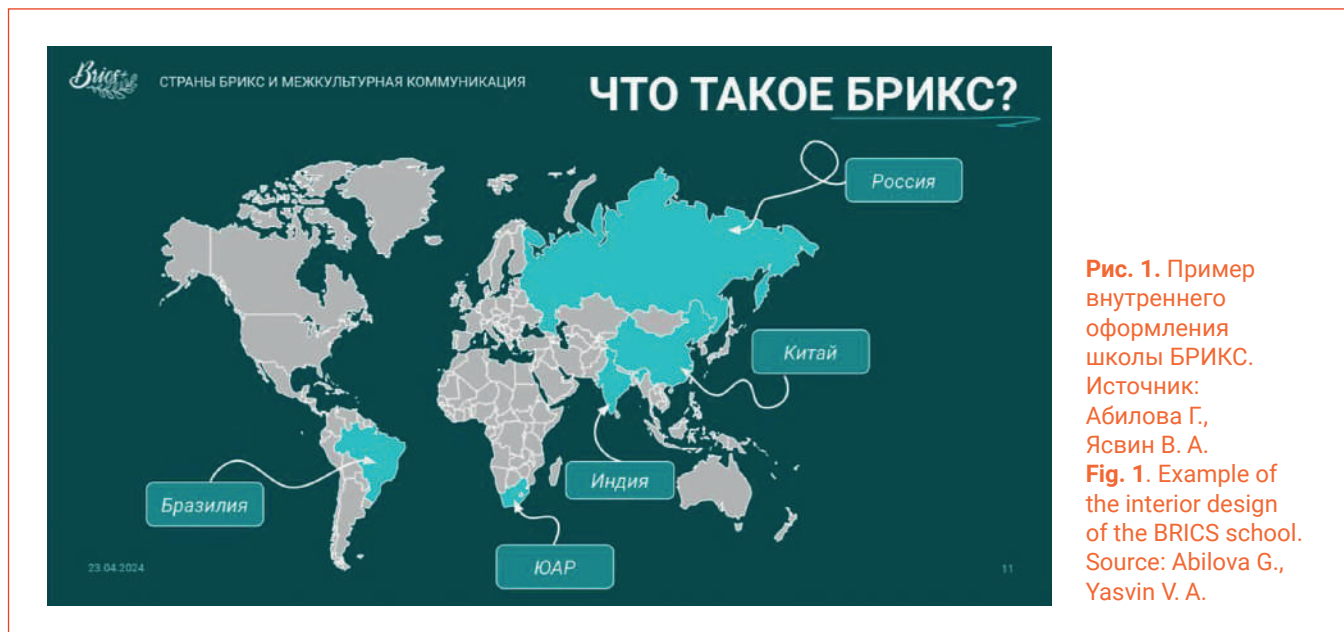 Brics
СТРАНЫ БРИКС И МЕЖКУЛЬТУРНАЯ КОММУНИКАЦИЯ
ЧТО ТАКОЕ БРИКС?
Россия
Китай
Индия
Бразилия
ЮАР
23.04.2024
11
Рис. 1. Пример
внутреннего
оформления
школы БРИКС.
Источник:
Абилова Г.,
Ясвин В. А.
Fig. 1. Example of
the interior design
of the BRICS school.
Source: Abilova G.,
Yasvin V. A.